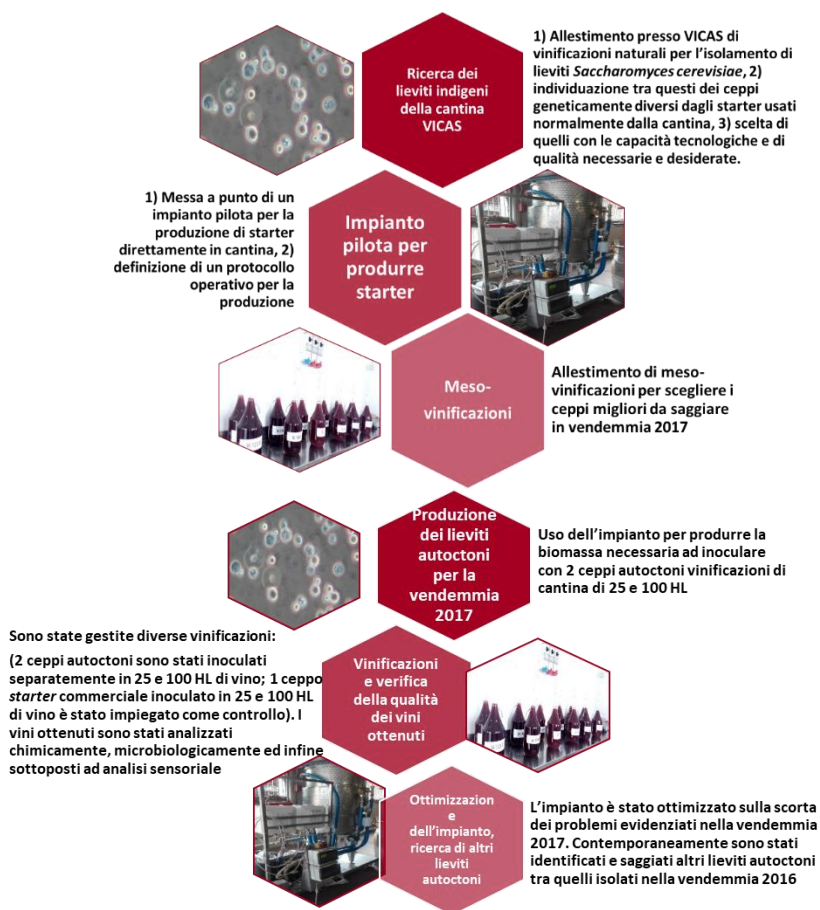 Ricerca dei
lieviti indigeni
della cantina
VICAS
1) Allestimento presso VICAS di
vinificazioni naturali per l’isolamento di
lieviti Saccharomyces cerevisiae, 2)
individuazione tra questi dei ceppi
geneticamente diversi dagli starter usati
normalmente dalla cantina, 3) scelta di
quelli con le capacità tecnologiche e di
qualità necessarie e desiderate.
1) Messa a punto di un
impianto pilota per la
produzione di starter
direttamente in cantina, 2)
definizione di un protocollo
operativo per la
produzione
Impianto
pilota per
produrre
starter
Meso-
vinificazioni
Allestimento di meso-
vinificazioni per scegliere i
ceppi migliori da saggiare
in vendemmia 2017
Produzione
dei lieviti
autoctoni
per la
vendemmia
2017
Uso dell’impianto per produrre la
biomassa necessaria ad inoculare
con 2 ceppi autoctoni vinificazioni di
cantina di 25 e 100 HL
Sono state gestite diverse vinificazioni:
(2 ceppi autoctoni sono stati inoculati
separatamente in 25 e 100 HL di vino; 1 ceppo
starter commerciale inoculato in 25 e 100 HL
di vino è stato impiegato come controllo). I
vini ottenuti sono stati analizzati
chimicamente, microbiologicamente ed infine
sottoposti ad analisi sensoriale
Vinificazioni
e verifica
della qualità
dei vini
ottenuti
Ottimizzazion
e
dell’impianto,
ricerca di altri
lieviti
autoctoni
L’impianto è stato ottimizzato sulla scorta
dei problemi evidenziati nella vendemmia
2017. Contemporaneamente sono stati
identificati e saggiati altri lieviti autoctoni
tra quelli isolati nella vendemmia 2016